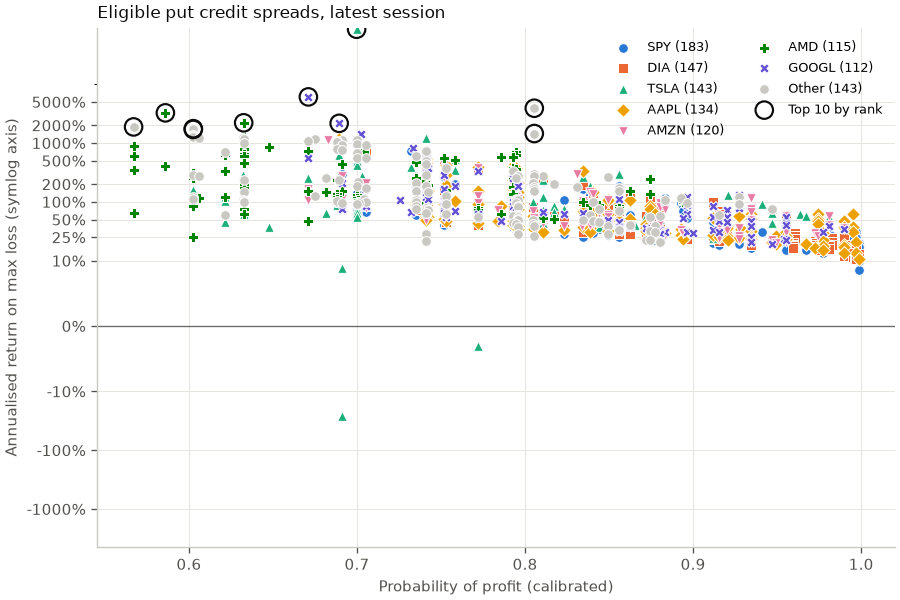 Eligible put credit spreads, latest session
SPY (183)
DIA (147)
TSLA (143)
AAPL (134)
AMZN (120)
AMD (115)
GOOGL (112)
Other (143)
Top 10 by rank
Annualised return on max loss (symlog axis)
5000%
2000%
1000%
500%
200%
100%
50%
25%
10%
0%
-10%
-100%
-1000%
0.6
0.7
0.8
0.9
1.0
Probability of profit (calibrated)